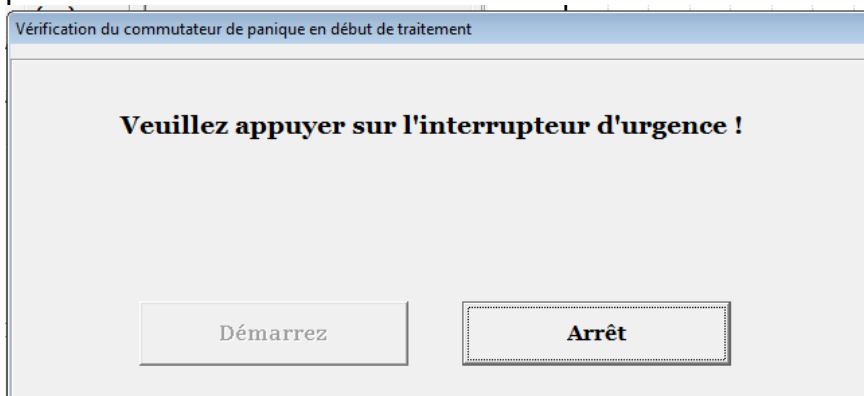 Vérification du commutateur de panique en début de traitement
Veuillez appuyer sur l'interrupteur d'urgence !
Démarrez
Arrêt